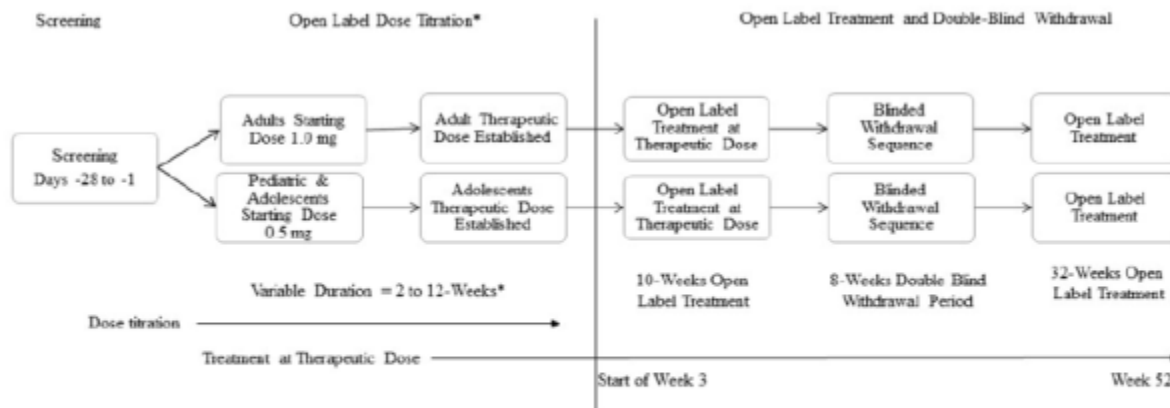 Screening
Open Label Dose Titration*
Open Label Treatment and Double-Blind Withdrawal
Screening
Days -28 to -1
Adults Starting
Dose 1.0 mg
Adult Therapeutic
Dose Established
Open Label
Treatment at
Therapeutic Dose
Blinded
Withdrawal
Sequence
Open Label
Treatment
Pediatric &
Adolescents
Starting Dose
0.5 mg
Adolescents
Therapeutic Dose
Established
Open Label
Treatment at
Therapeutic Dose
Blinded
Withdrawal
Sequence
Open Label
Treatment
Variable Duration = 2 to 12-Weeks*
10-Weeks Open
Label Treatment
8-Weeks Double Blind
Withdrawal Period
32-Weeks Open
Label Treatment
Dose titration
Treatment at Therapeutic Dose
Start of Week 3
Week 52